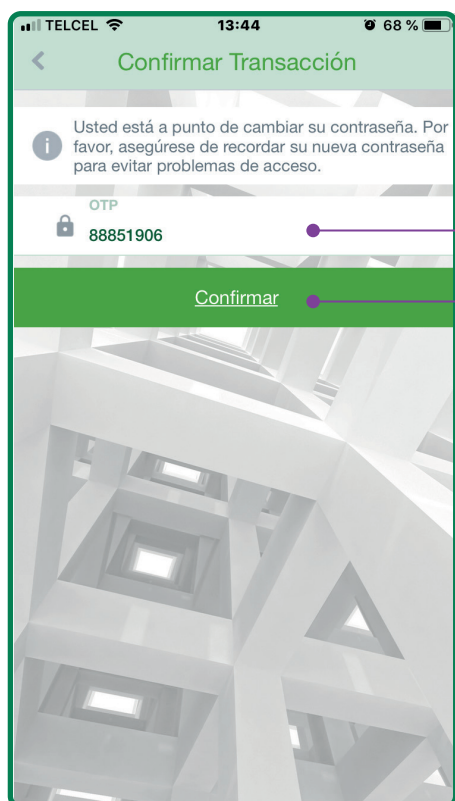 TELCEL 13:44 68 %
Confirmar Transacción
Usted está a punto de cambiar su contraseña. Por
favor, asegúrese de recordar su nueva contraseña
para evitar problemas de acceso.
OTP
88851906
Confirmar